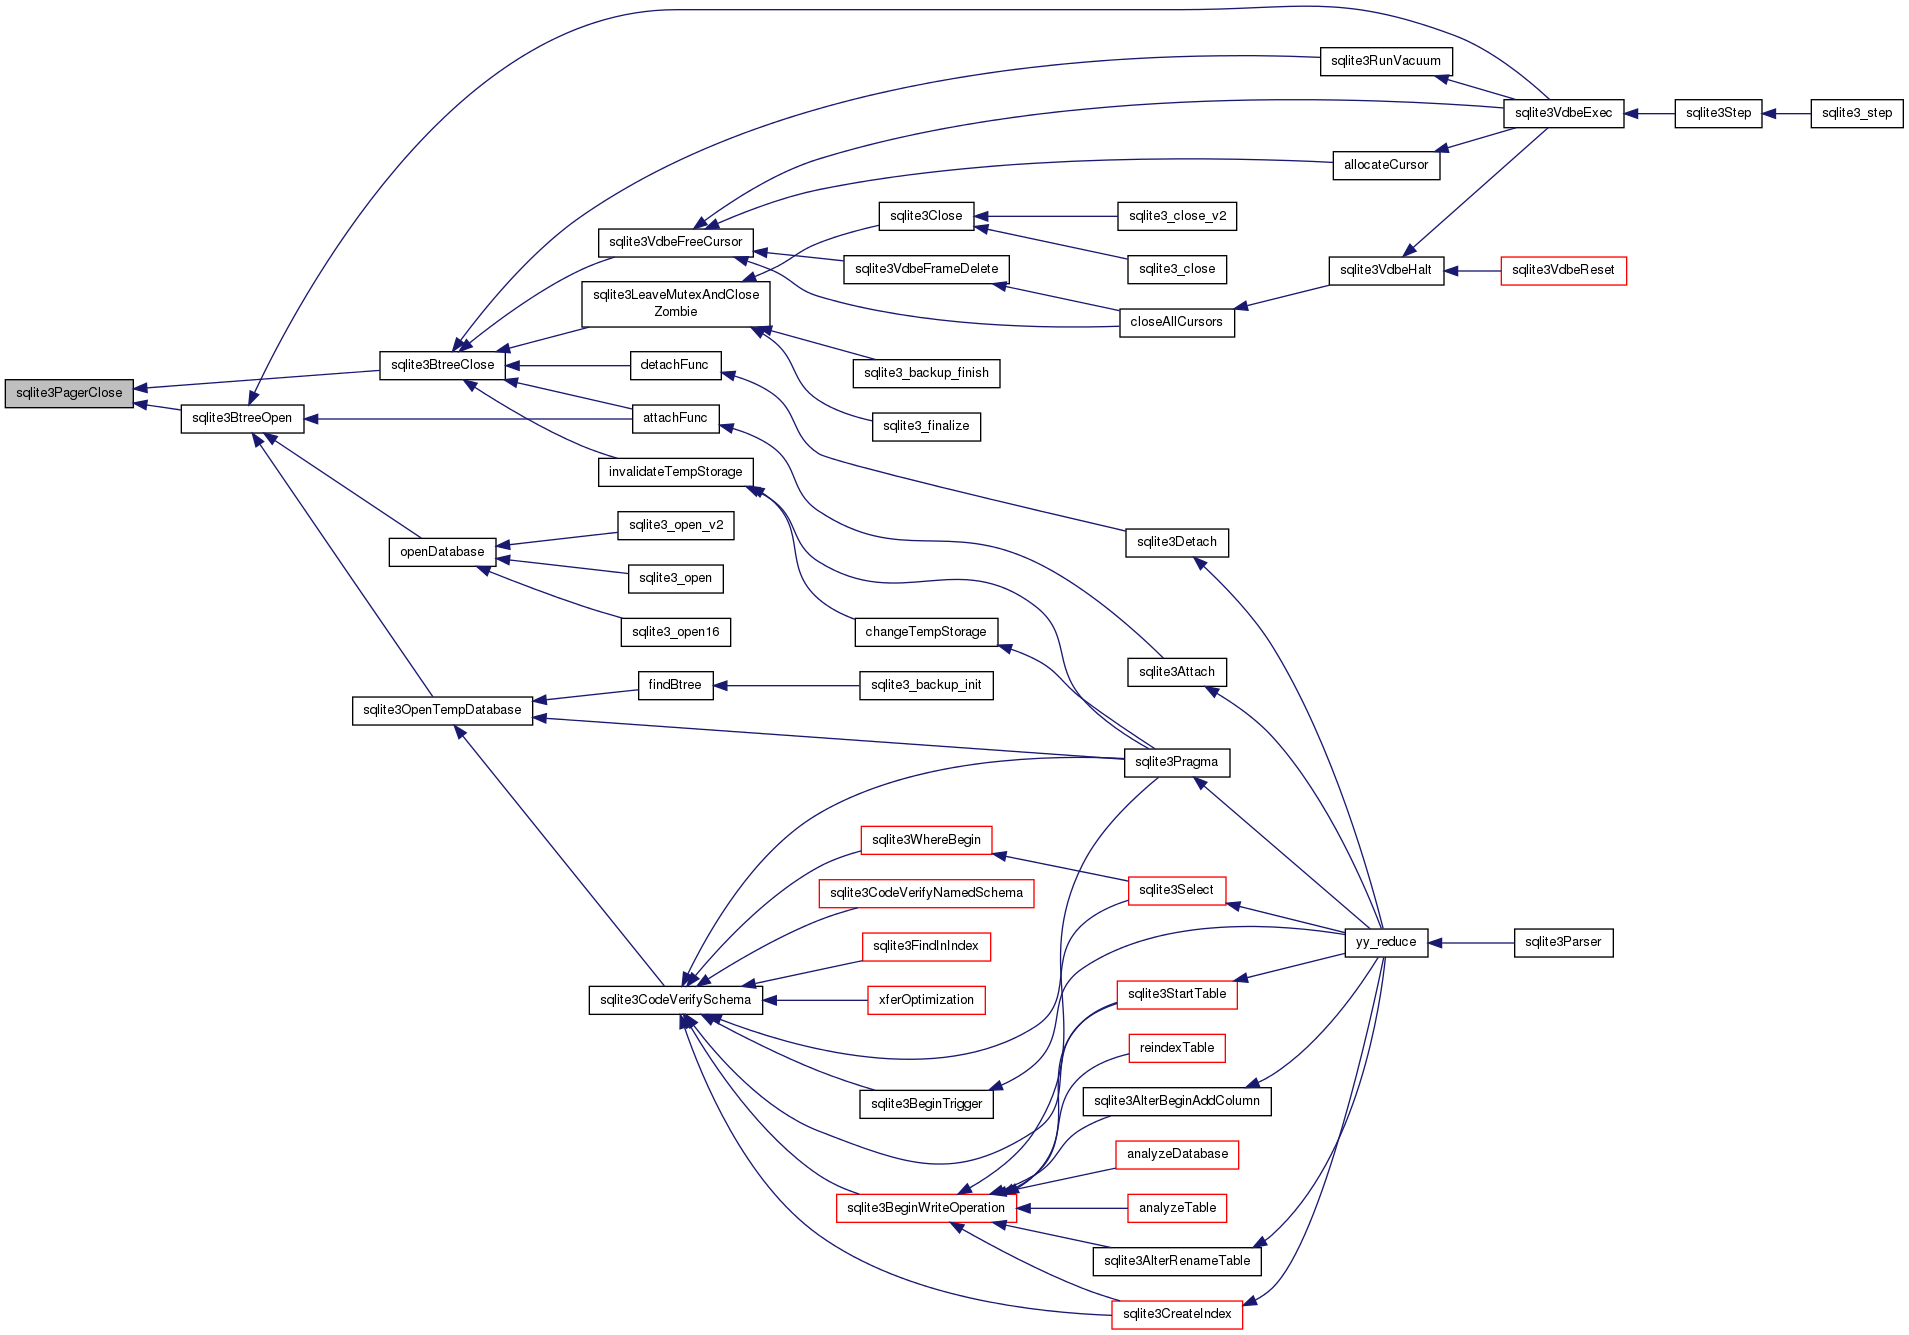 sqlite3RunVacuum
sqlite3VdbeExec
sqlite3Step
sqlite3_step
allocateCursor
sqlite3Close
sqlite3_close_v2
sqlite3VdbeFreeCursor
sqlite3VdbeFrameDelete
sqlite3_close
sqlite3VdbeHalt
sqlite3VdbeReset
sqlite3LeaveMutexAndClose
Zombie
closeAllCursors
sqlite3BtreeClose
detachFunc
sqlite3_backup_finish
sqlite3PagerClose
sqlite3BtreeOpen
attachFunc
sqlite3_finalize
invalidateTempStorage
sqlite3_open_v2
openDatabase
sqlite3Detach
sqlite3_open
sqlite3_open16
changeTempStorage
sqlite3Attach
findBtree
sqlite3_backup_init
sqlite3OpenTempDatabase
sqlite3Pragma
sqlite3WhereBegin
sqlite3CodeVerifyNamedSchema
sqlite3Select
sqlite3FindInIndex
yy_reduce
sqlite3Parser
sqlite3CodeVerifySchema
xferOptimization
sqlite3StartTable
reindexTable
sqlite3BeginTrigger
sqlite3AlterBeginAddColumn
analyzeDatabase
sqlite3BeginWriteOperation
analyzeTable
sqlite3AlterRenameTable
sqlite3CreateIndex